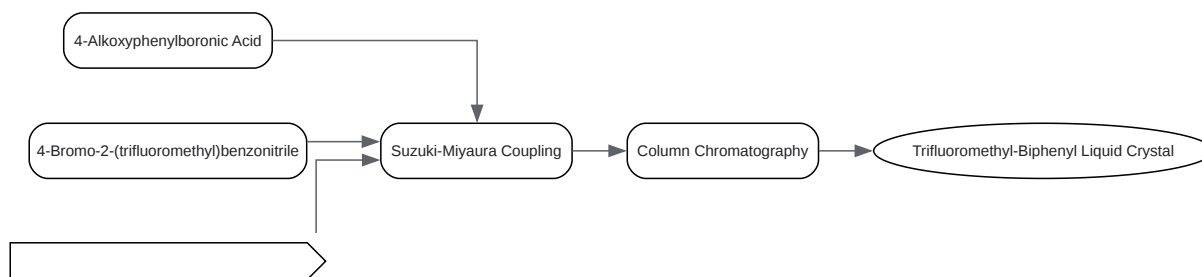 4-Alkoxyphenylboronic Acid
4-Bromo-2-(trifluoromethyl)benzonitrile
Suzuki-Miyaura Coupling
Column Chromatography
Trifluoromethyl-Biphenyl Liquid Crystal